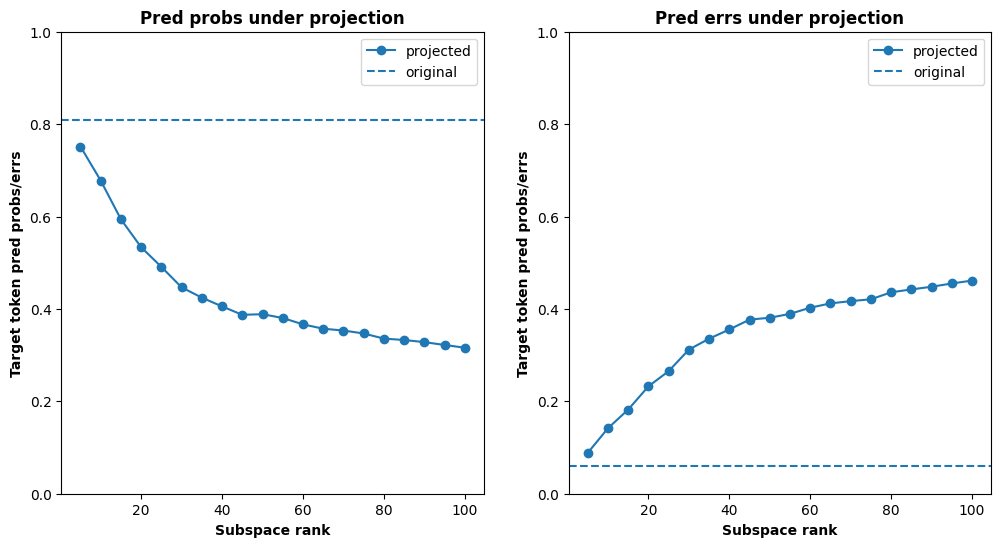 Pred probs under projection
Target token pred probs/errs
1.0
0.8
0.6
0.4
0.2
0.0
projected
original
20
40
60
80
100
Subspace rank
Pred errs under projection
Target token pred probs/errs
1.0
0.8
0.6
0.4
0.2
0.0
projected
original
20
40
60
80
100
Subspace rank